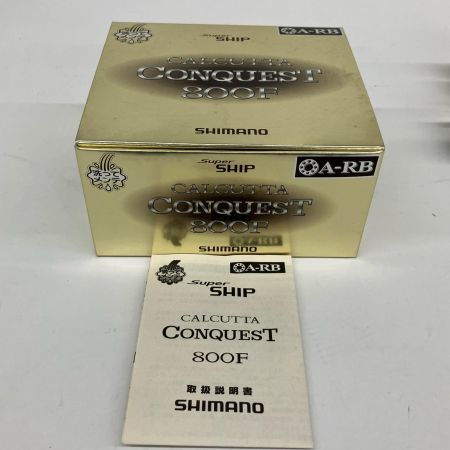 Super
SHIP
A-RB
CALCUTTA
CONQUEST
800F
SHIMANO
Super
SHIP
A-RB
CALCUTTA
CONQUEST
800F
SHIMANO
A-RB
Super
SHIP
CALCUTTA
CONQUEST
800F
取扱説明書
SHIMANO